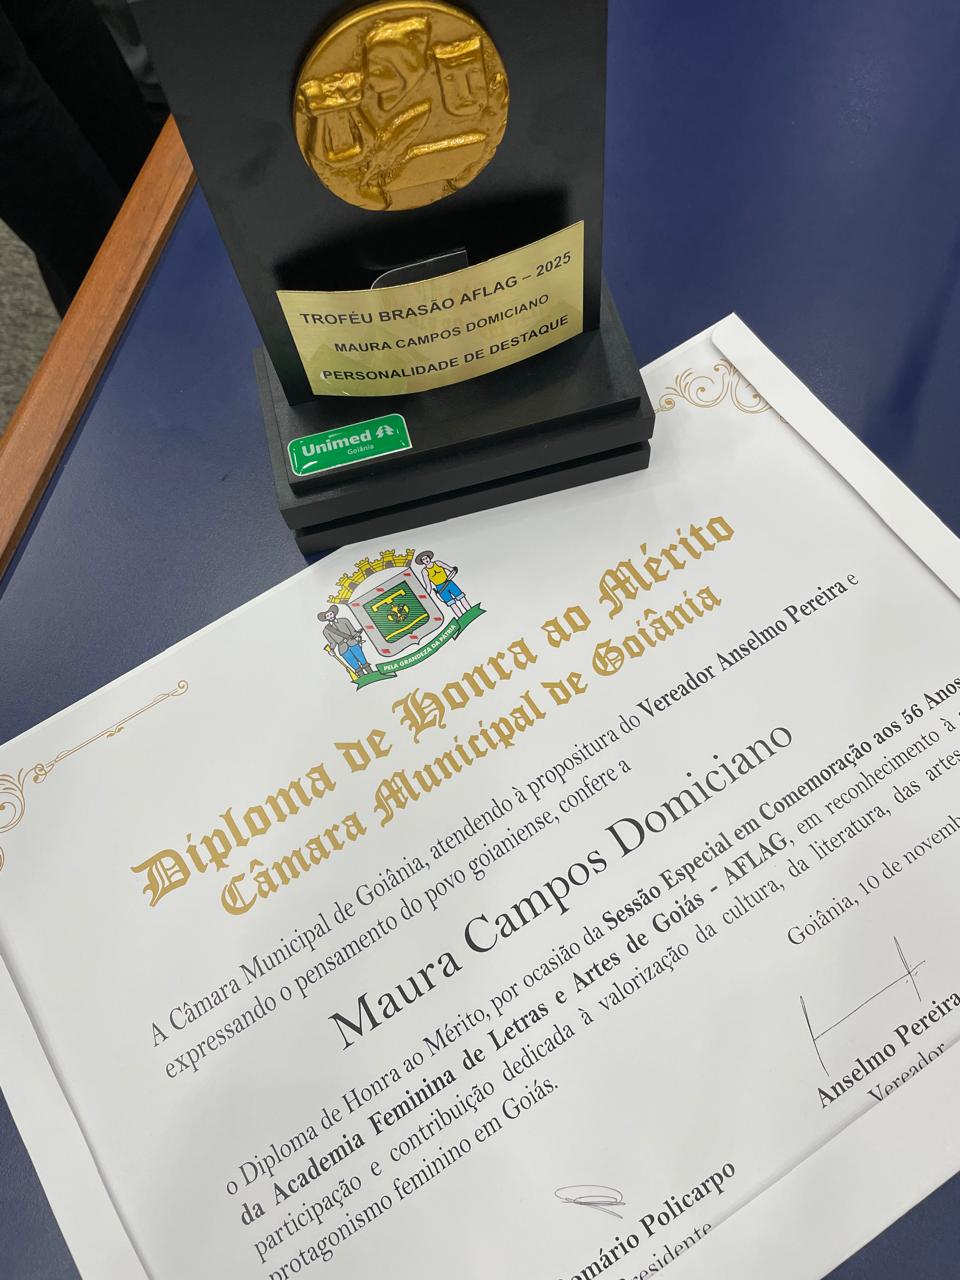 TROFÉU BRASÃO AFLAG – 2025
MAURA CAMPOS DOMICIANO
PERSONALIDADE DE DESTAQUE
Unimed
Goiânia
PELA GRANDEZA DA PÁTRIA
Diploma de Honra ao Mérito
Câmara Municipal de Goiânia
A Câmara Municipal de Goiânia, atendendo à propositura do Vereador Anselmo Pereira e
expressando o pensamento do povo goianiense, confere a
Maura Campos Domiciano
o Diploma de Honra ao Mérito, por ocasião da Sessão Especial em Comemoração aos 56 Anos
da Academia Feminina de Letras e Artes de Goiás - AFLAG, em reconhecimento à
participação e contribuição dedicada à valorização da cultura, da literatura, das artes
protagonismo feminino em Goiás.
Goiânia, 10 de novemb
Anselmo Pereira
Vereador
omário Policarpo
residente